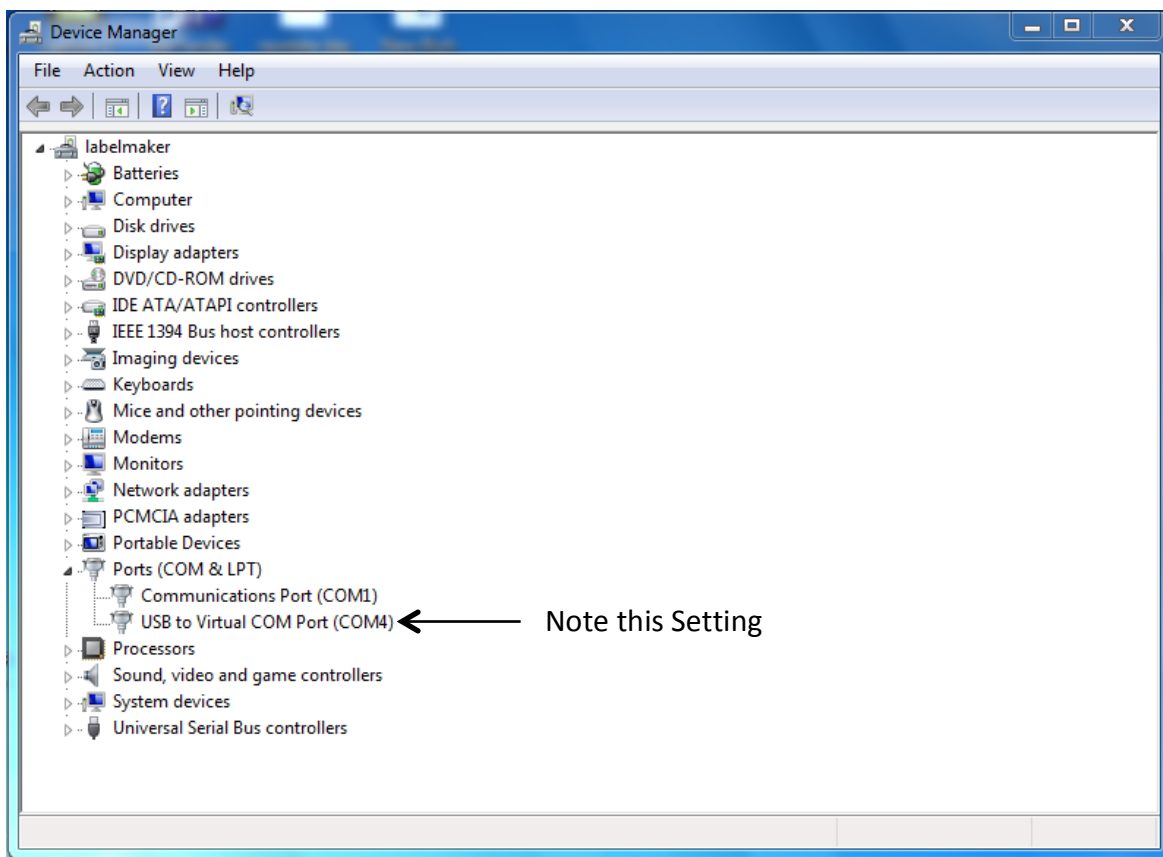 Device Manager
File Action View Help
labelmaker
Batteries
Computer
Disk drives
Display adapters
DVD/CD-ROM drives
IDE ATA/ATAPI controllers
IEEE 1394 Bus host controllers
Imaging devices
Keyboards
Mice and other pointing devices
Modems
Monitors
Network adapters
PCMCIA adapters
Portable Devices
Ports (COM & LPT)
Communications Port (COM1)
USB to Virtual COM Port (COM4) Note this Setting
Processors
Sound, video and game controllers
System devices
Universal Serial Bus controllers